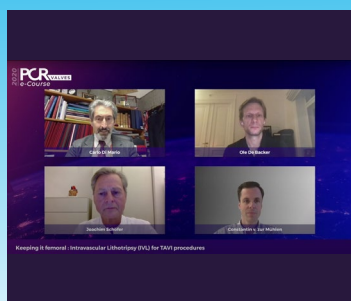 2020
PCR VALVES
e-Course
Carlo Di Mario
Ole De Backer
Joachim Schofer
Constantin v. Zur Mühlen
Keeping it femoral : Intravascular Lithotripsy (IVL) for TAVI procedures